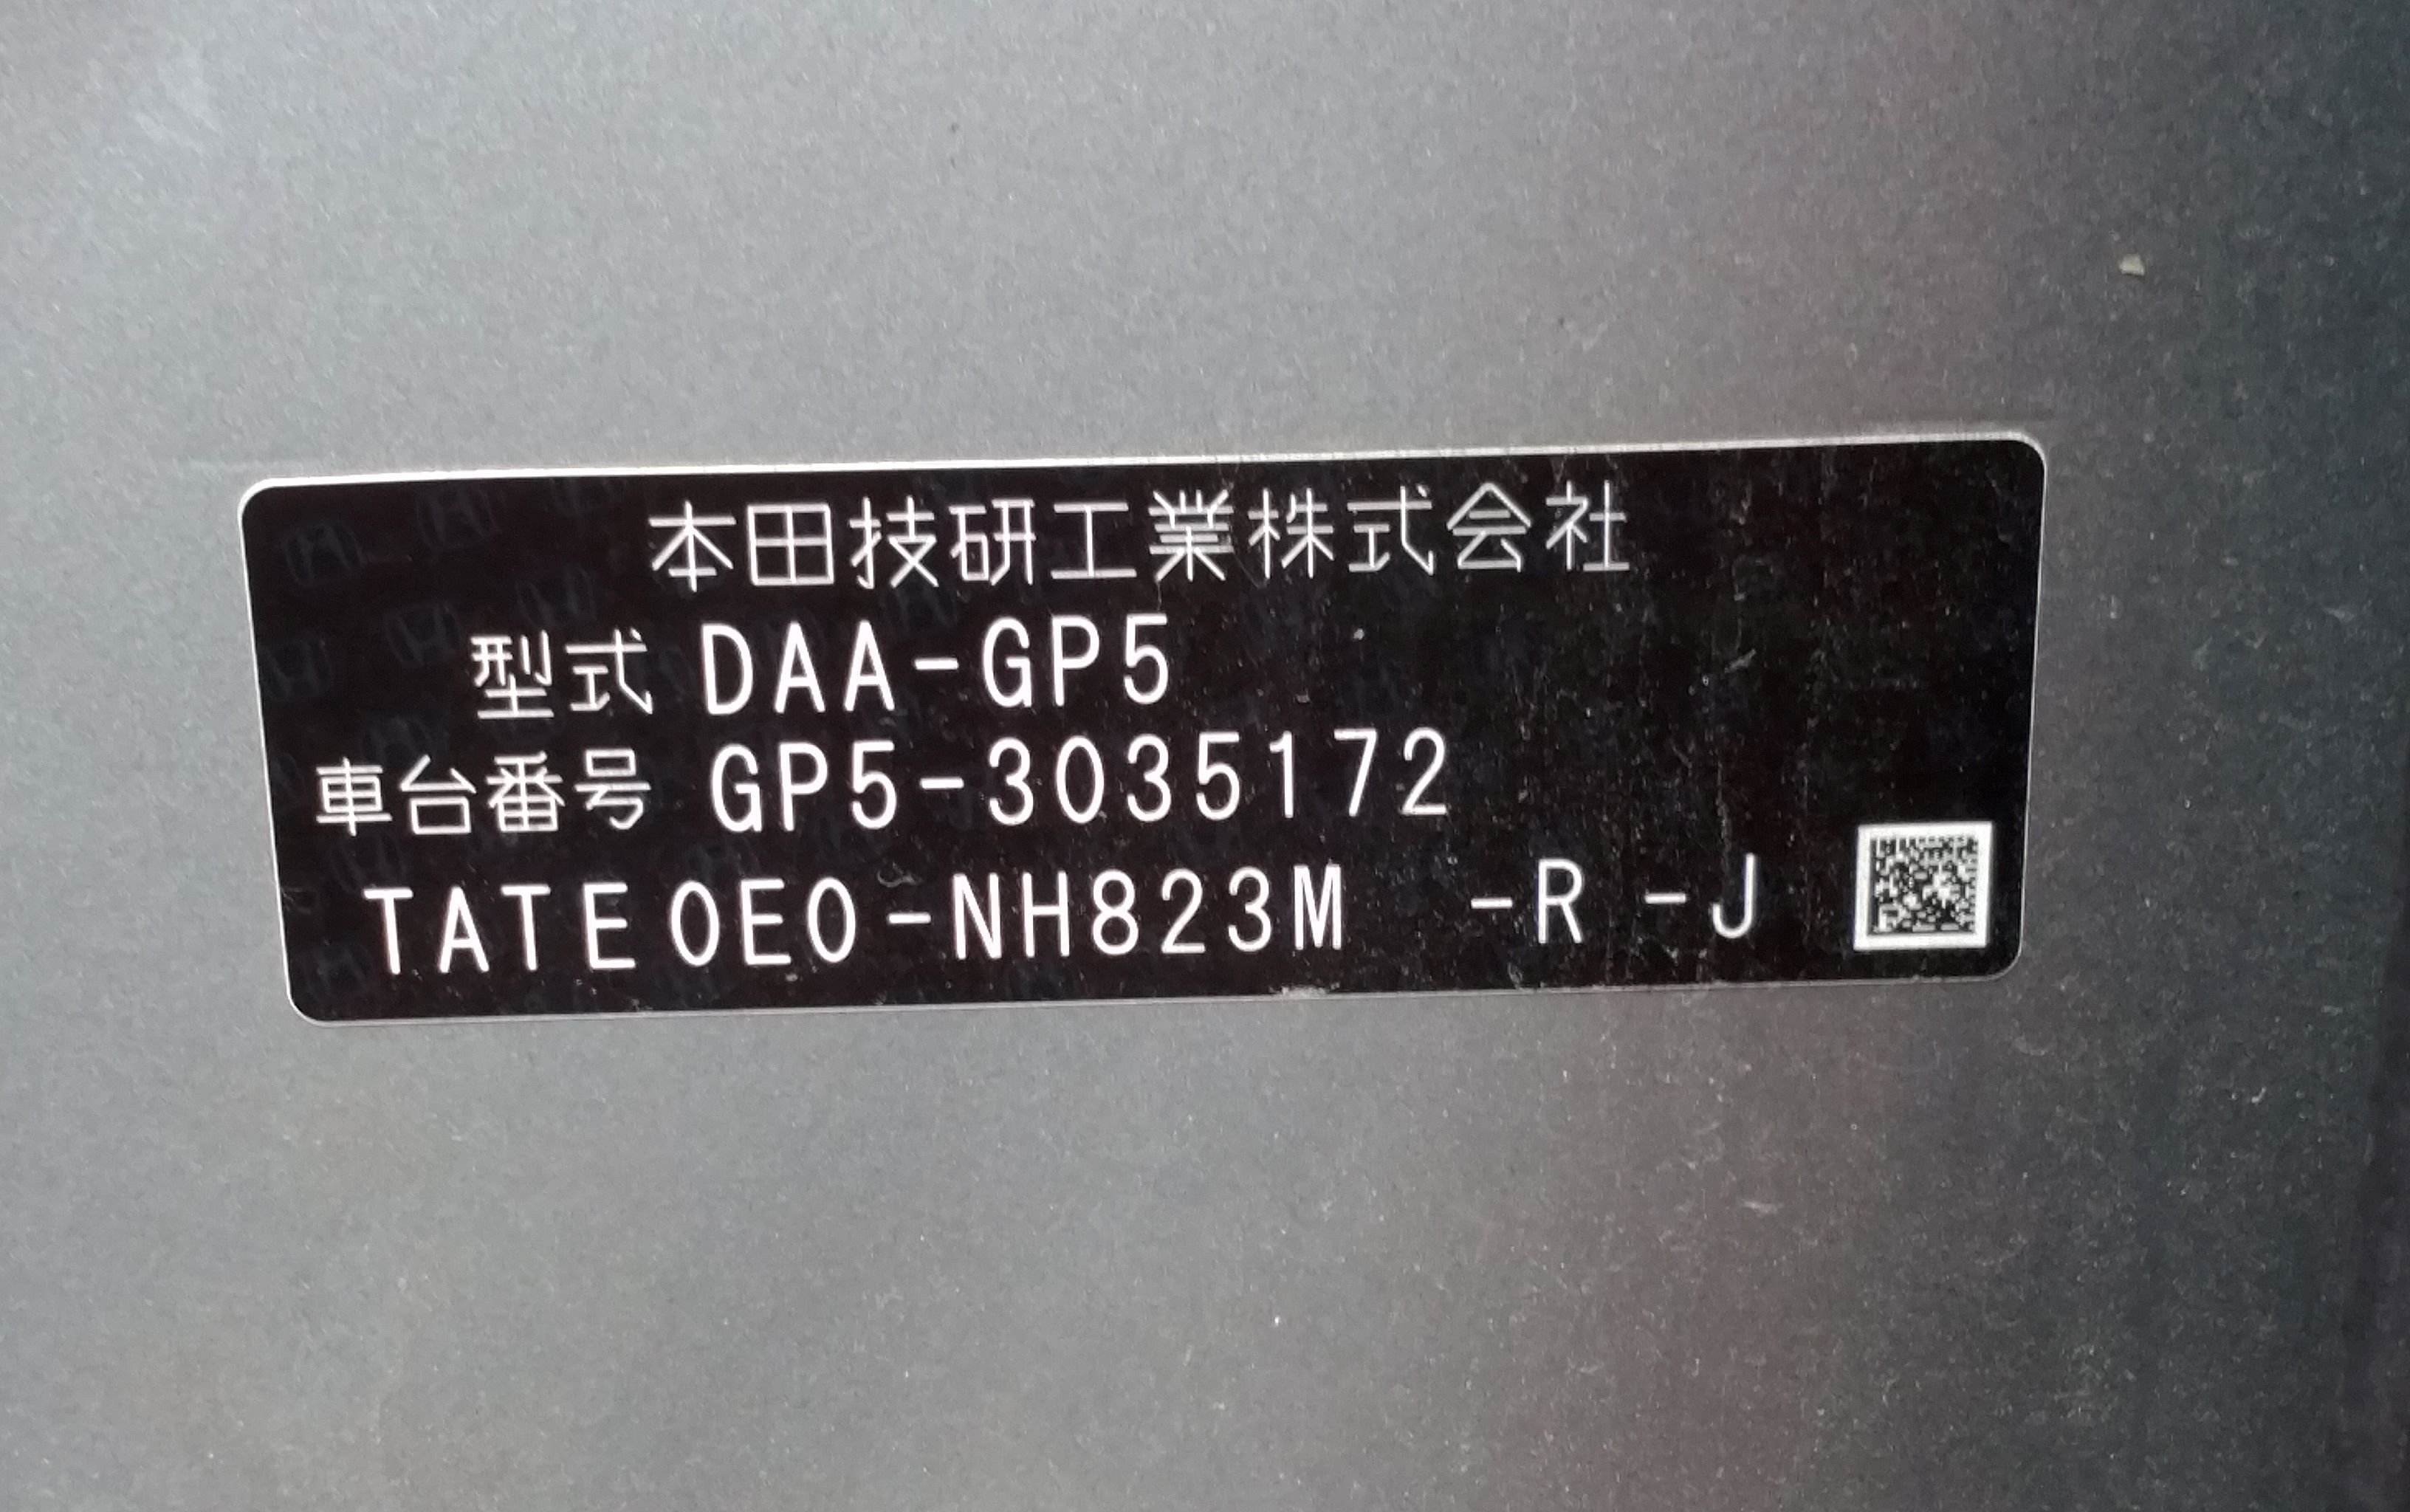 本田技研工業株式会社
型式 DAA-GP5
車台番号 GP5-3035172
TATE0E0-NH823M -R -J